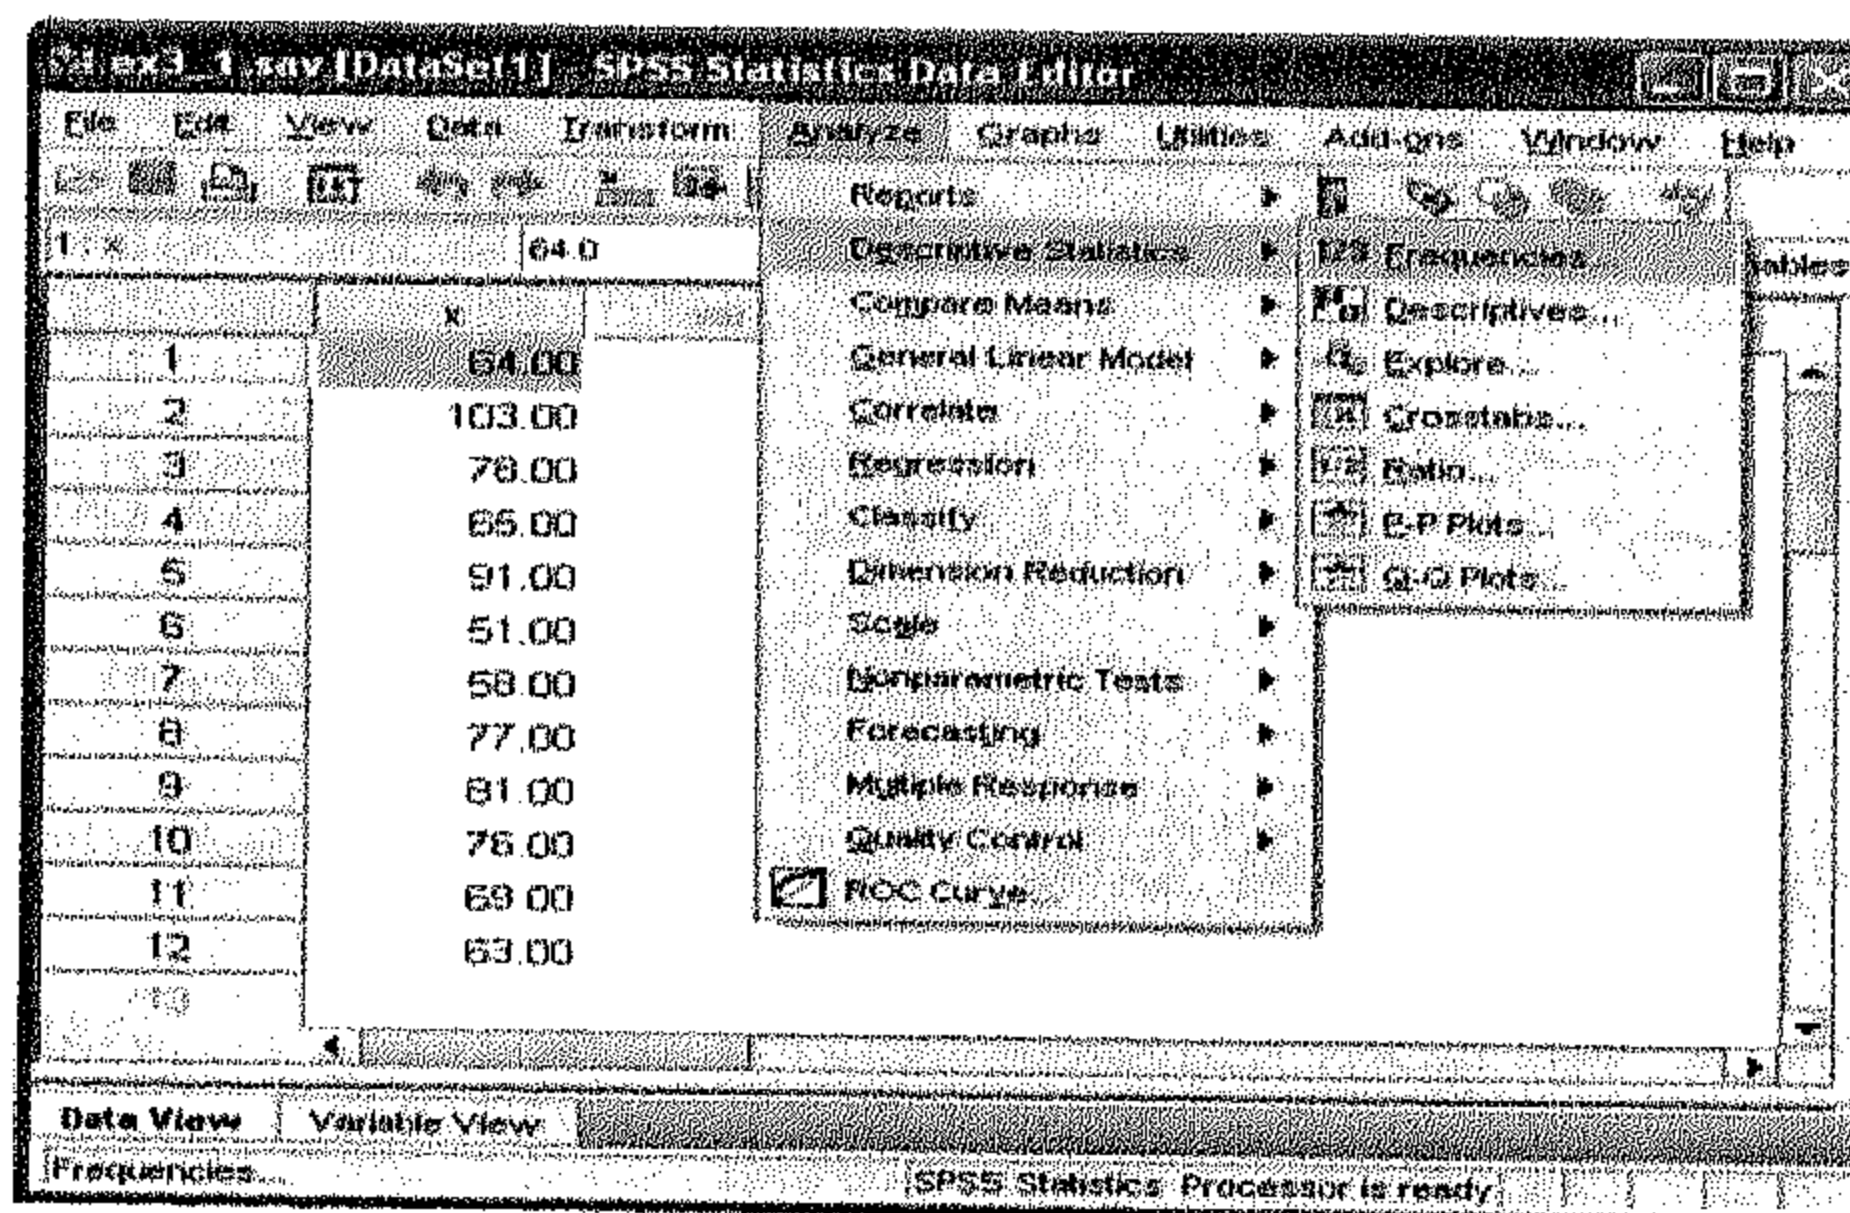 ex3_1.sav [DataSet1] - SPSS Statistics Data Editor
File Edit View Data Transform Analyze Graphs Utilities Add-ons Window Help
1 : x 64.0
x
1 64.00
2 103.00
3 76.00
4 65.00
5 91.00
6 51.00
7 58.00
8 77.00
9 81.00
10 76.00
11 69.00
12 63.00
13
Reports
Descriptive Statistics
Compare Means
General Linear Model
Correlate
Regression
Classify
Dimension Reduction
Scale
Nonparametric Tests
Forecasting
Multiple Response
Quality Control
ROC Curve...
Frequencies...
Descriptives...
Explore...
Crosstabs...
Ratio...
P-P Plots...
Q-Q Plots...
Data View Variable View
Frequencies...
SPSS Statistics Processor is ready